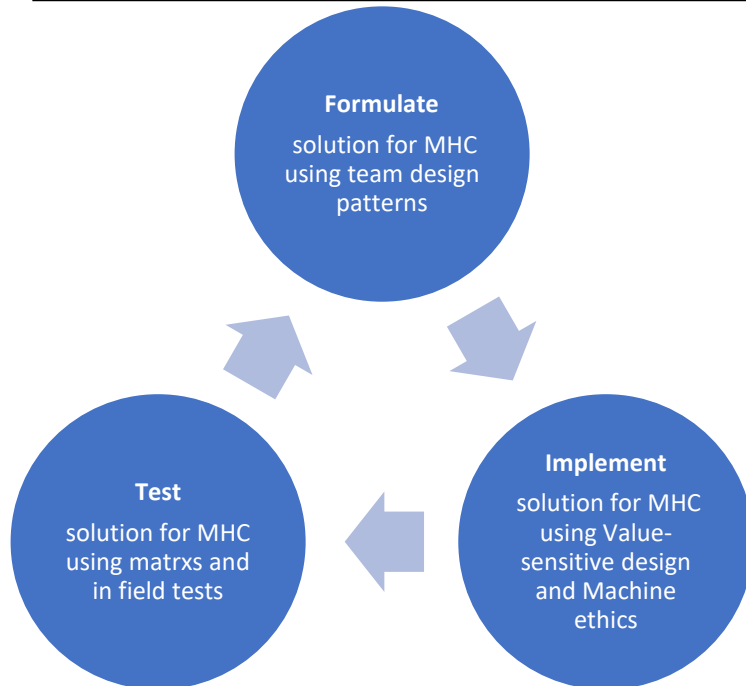 Formulate
solution for MHC
using team design
patterns
Implement
solution for MHC
using Value-
sensitive design
and Machine
ethics
Test
solution for MHC
using matrxs and
in field tests